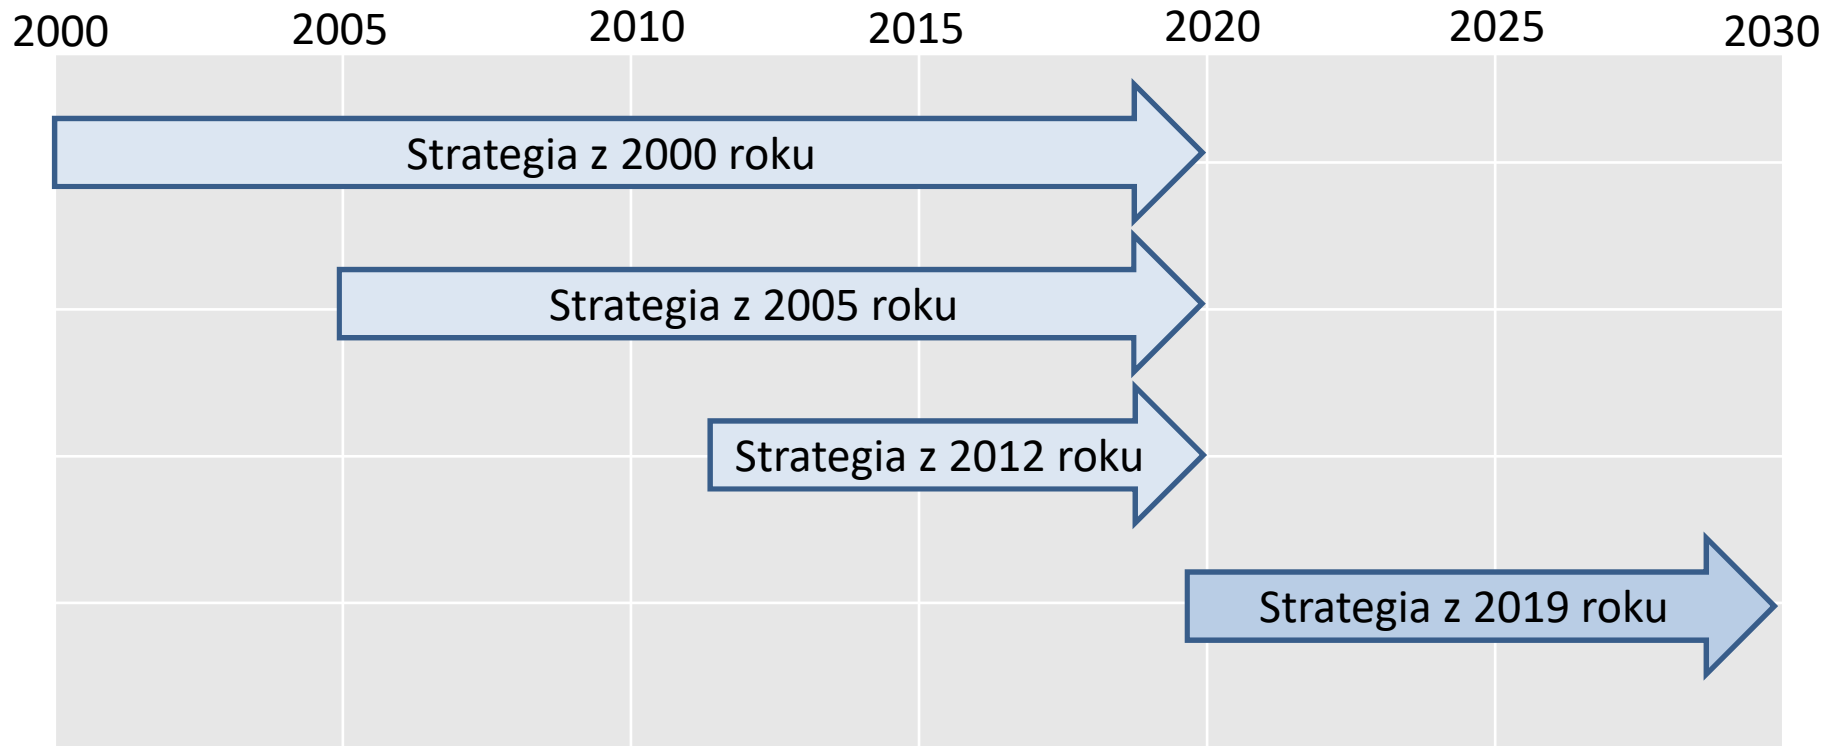 2000 2005 2010 2015 2020 2025 2030
Strategia z 2000 roku
Strategia z 2005 roku
Strategia z 2012 roku
Strategia z 2019 roku